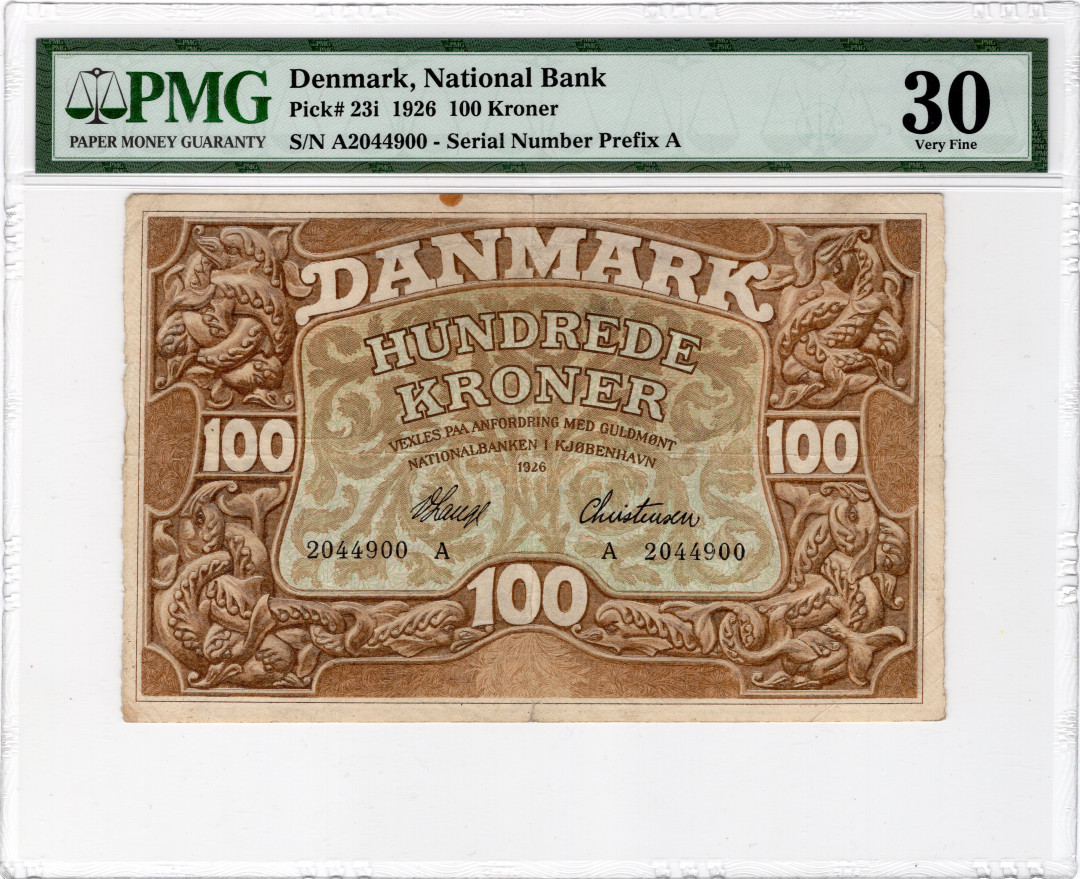 PMG
PAPER MONEY GUARANTY
Denmark, National Bank
Pick# 23i 1926 100 Kroner
S/N A2044900 - Serial Number Prefix A
30
Very Fine
DANMARK
HUNDREDE
KRONER
VEXLES PAA ANFORDRING MED GULDMØNT
NATIONALBANKEN I KJØBENHAVN
1926
100
100
V Lange Christensen
2044900 A
A 2044900
100